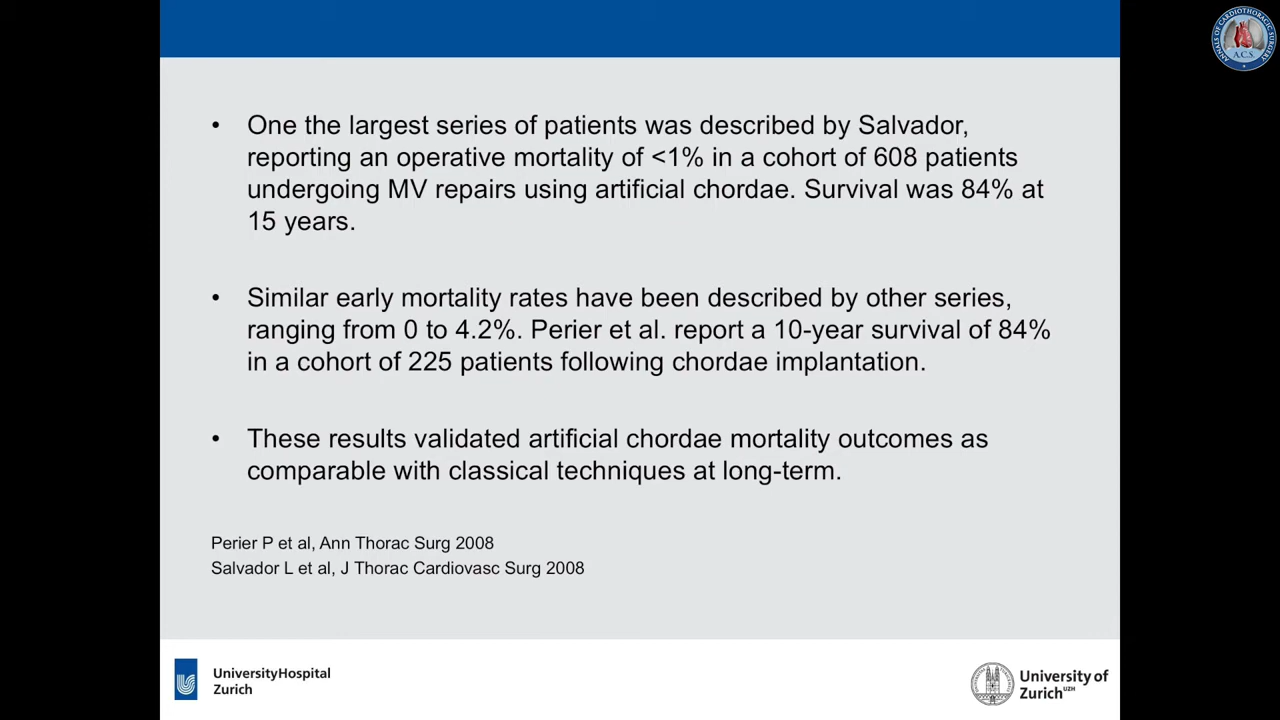 • One the largest series of patients was described by Salvador,
reporting an operative mortality of <1% in a cohort of 608 patients
undergoing MV repairs using artificial chordae. Survival was 84% at
15 years.
• Similar early mortality rates have been described by other series,
ranging from 0 to 4.2%. Perier et al. report a 10-year survival of 84%
in a cohort of 225 patients following chordae implantation.
• These results validated artificial chordae mortality outcomes as
comparable with classical techniques at long-term.
Perier P et al, Ann Thorac Surg 2008
Salvador L et al, J Thorac Cardiovasc Surg 2008
UniversityHospital
Zurich
University of
Zurich UZH
ANNALS OF CARDIOTHORACIC SURGERY
A.C.S